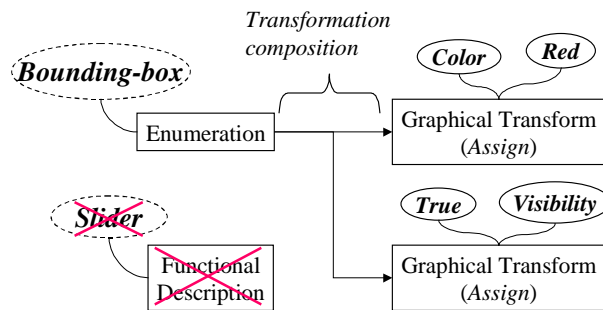 Transformation
composition
Bounding-box
Color
Red
Enumeration
Graphical Transform
(Assign)
Slider
True
Visibility
Functional
Description
Graphical Transform
(Assign)